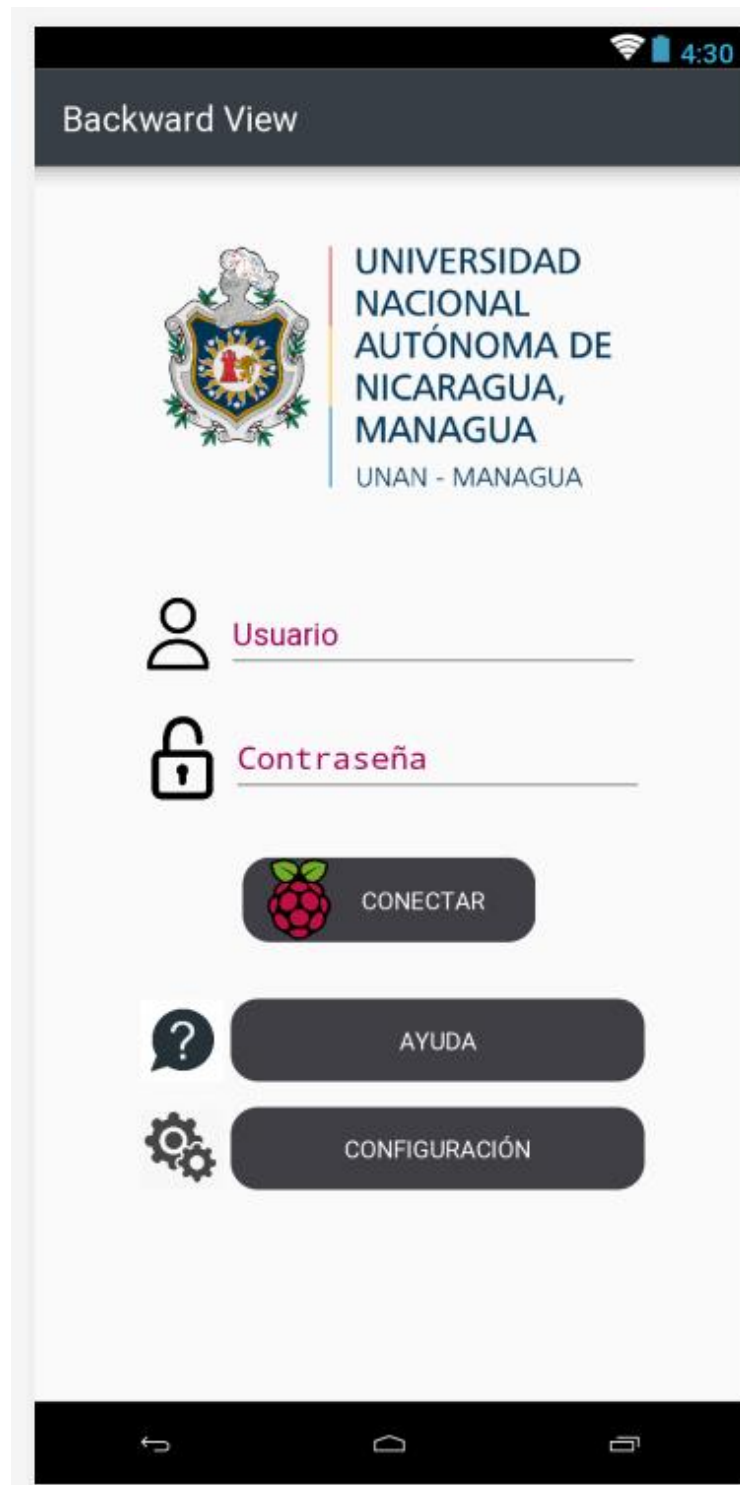 4:30
Backward View
UNIVERSIDAD
NACIONAL
AUTÓNOMA DE
NICARAGUA,
MANAGUA
UNAN - MANAGUA
Usuario
Contraseña
CONECTAR
?
AYUDA
CONFIGURACIÓN